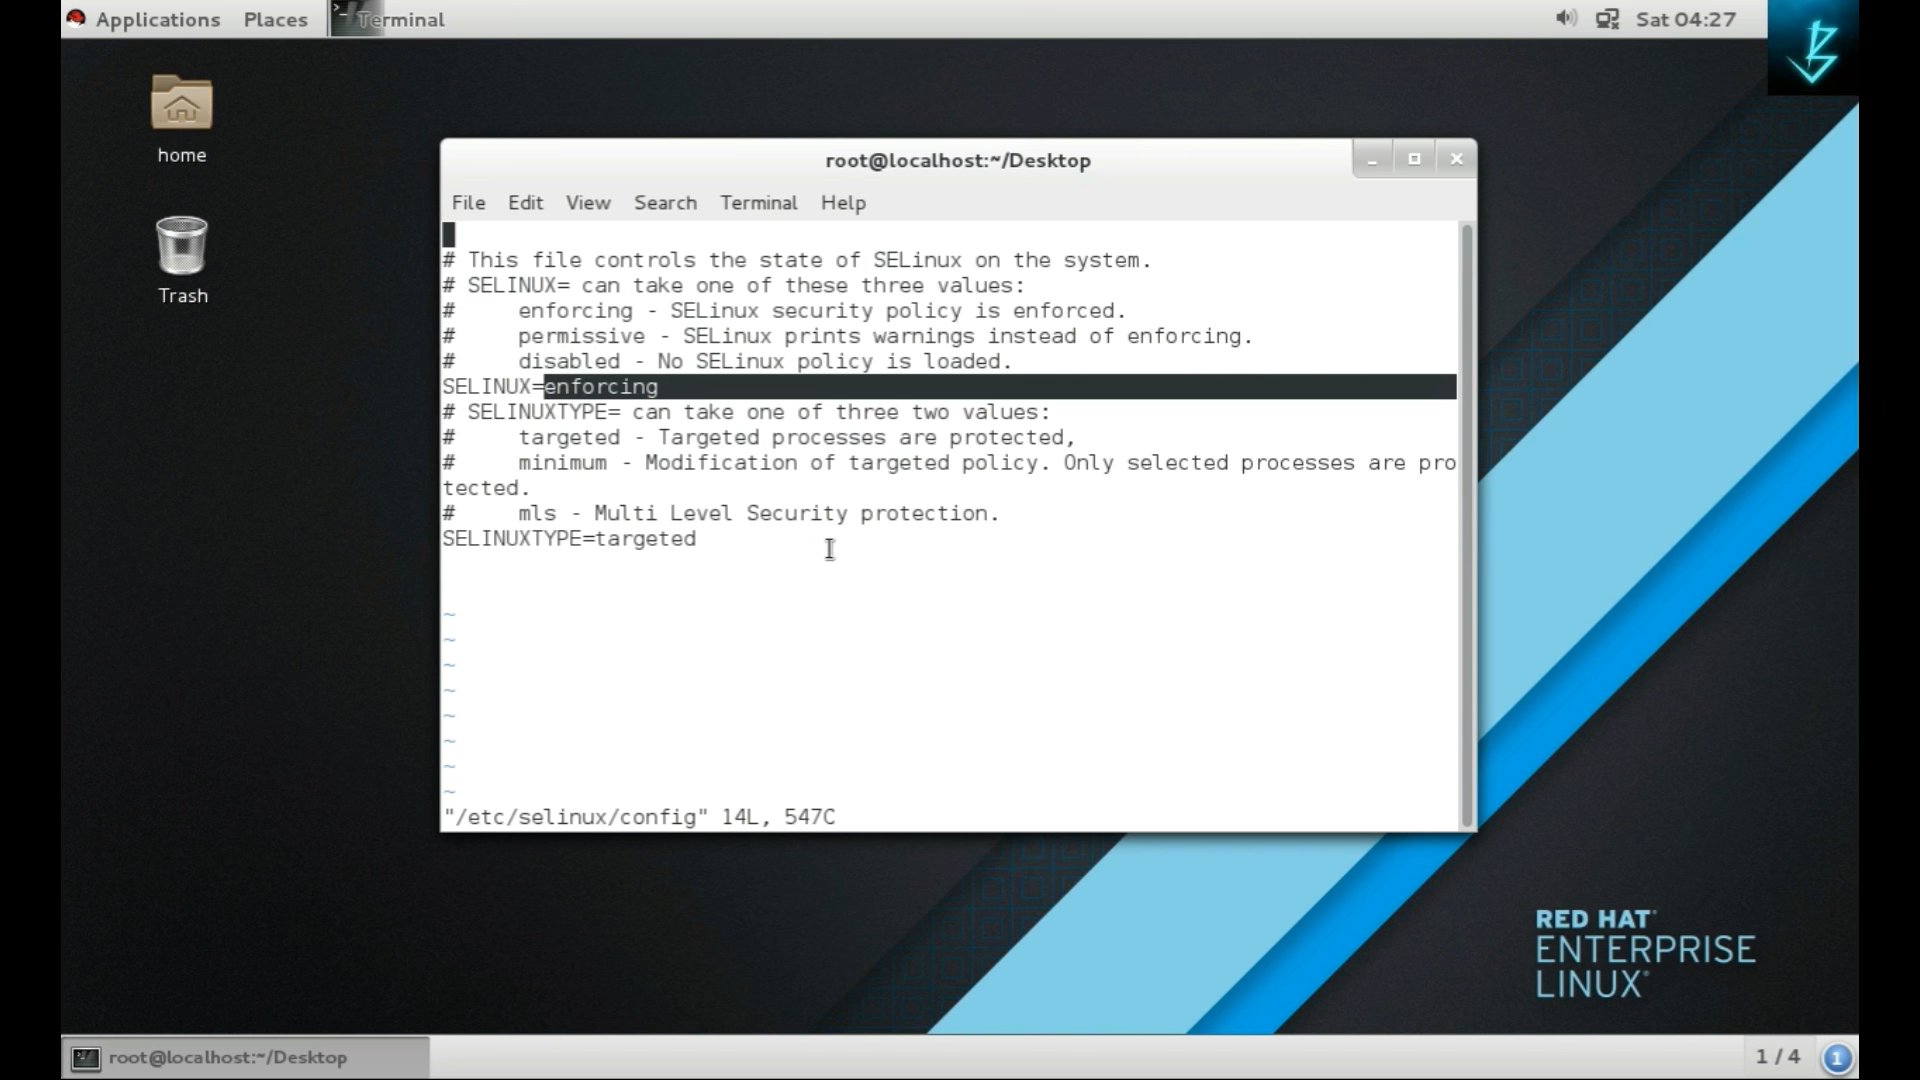 Applications Places Terminal Sat 04:27
home
Trash
root@localhost:~/Desktop
File Edit View Search Terminal Help
# This file controls the state of SELinux on the system.
# SELINUX= can take one of these three values:
#     enforcing - SELinux security policy is enforced.
#     permissive - SELinux prints warnings instead of enforcing.
#     disabled - No SELinux policy is loaded.
SELINUX=enforcing
# SELINUXTYPE= can take one of three two values:
#     targeted - Targeted processes are protected,
#     minimum - Modification of targeted policy. Only selected processes are pro
tected.
#     mls - Multi Level Security protection.
SELINUXTYPE=targeted
~
~
~
~
~
~
~
~
"/etc/selinux/config" 14L, 547C
RED HAT
ENTERPRISE
LINUX
root@localhost:~/Desktop 1 / 4 1